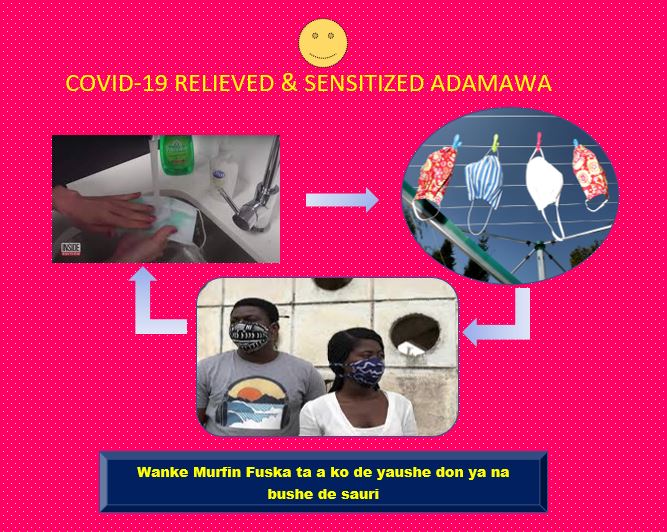 COVID-19 RELIEVED & SENSITIZED ADAMAWA
INSIDE EDITION
Wanke Murfin Fuska ta a ko de yaushe don ya na
bushe de sauri